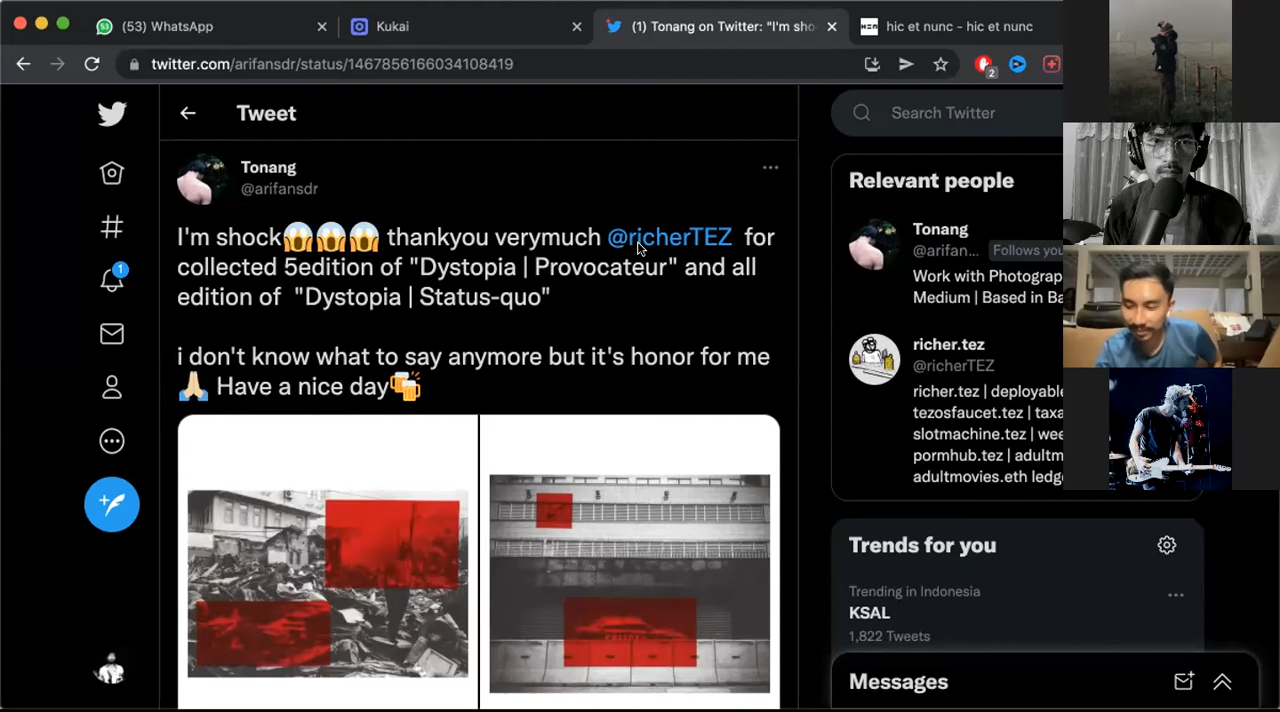 (53) WhatsApp
Kukai
(1) Tonang on Twitter: "I'm sho
hic et nunc - hic et nunc
twitter.com/arifansdr/status/1467856166034108419
2
Tweet
Search Twitter
Tonang
@arifansdr
I'm shock😱😱😱 thankyou verymuch @richerTEZ for
collected 5edition of "Dystopia | Provocateur" and all
edition of "Dystopia | Status-quo"
i don't know what to say anymore but it's honor for me
🙏🏻 Have a nice day🍻
1
Relevant people
Tonang
@arifan... Follows you
Work with Photograp
Medium | Based in Ba
richer.tez
@richerTEZ
richer.tez | deployable
tezosfaucet.tez | taxa
slotmachine.tez | wee
pornhub.tez | adultm
adultmovies.eth ledge
Trends for you
Trending in Indonesia
KSAL
1,822 Tweets
Messages